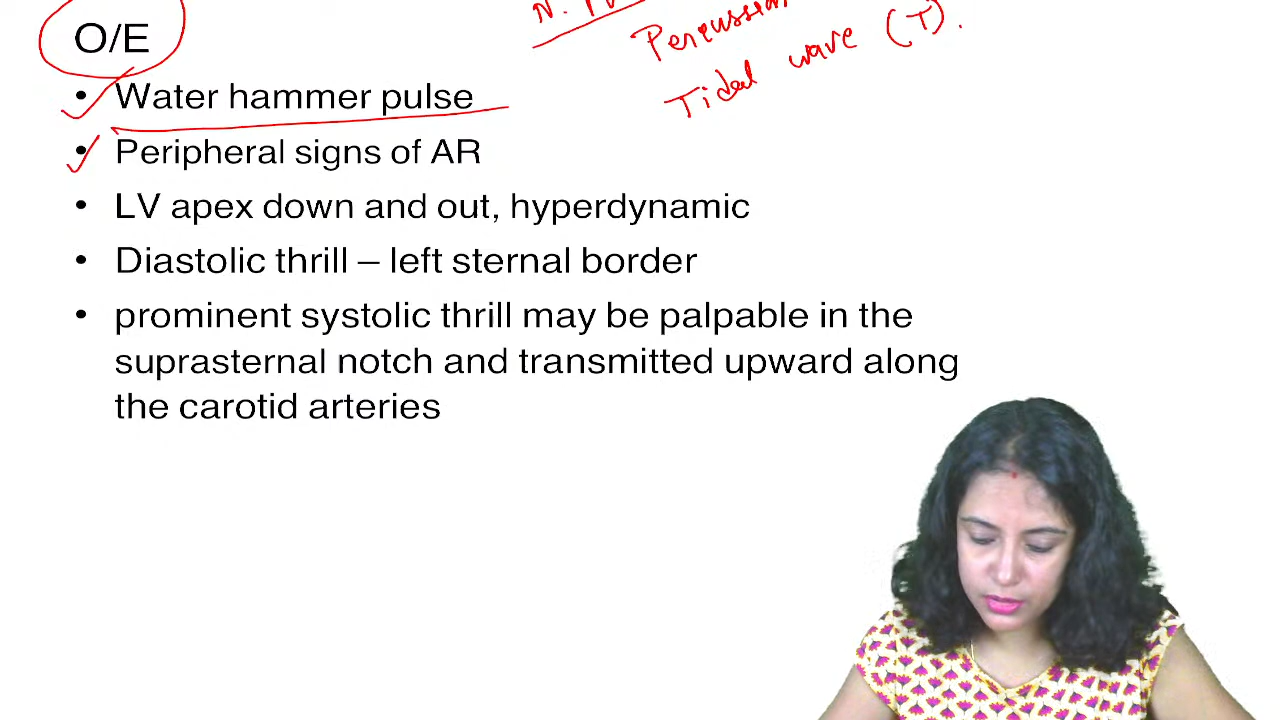 N.
Percussion
Tidal wave (T).
O/E
• Water hammer pulse
• Peripheral signs of AR
• LV apex down and out, hyperdynamic
• Diastolic thrill – left sternal border
• prominent systolic thrill may be palpable in the
suprasternal notch and transmitted upward along
the carotid arteries